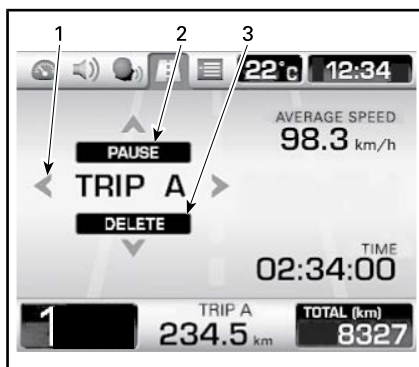 1 2 3
22°c 12:34
AVERAGE SPEED
98.3 km/h
PAUSE
TRIP A
DELETE
TIME
02:34:00
1
TRIP A
234.5 km
TOTAL (km)
8327